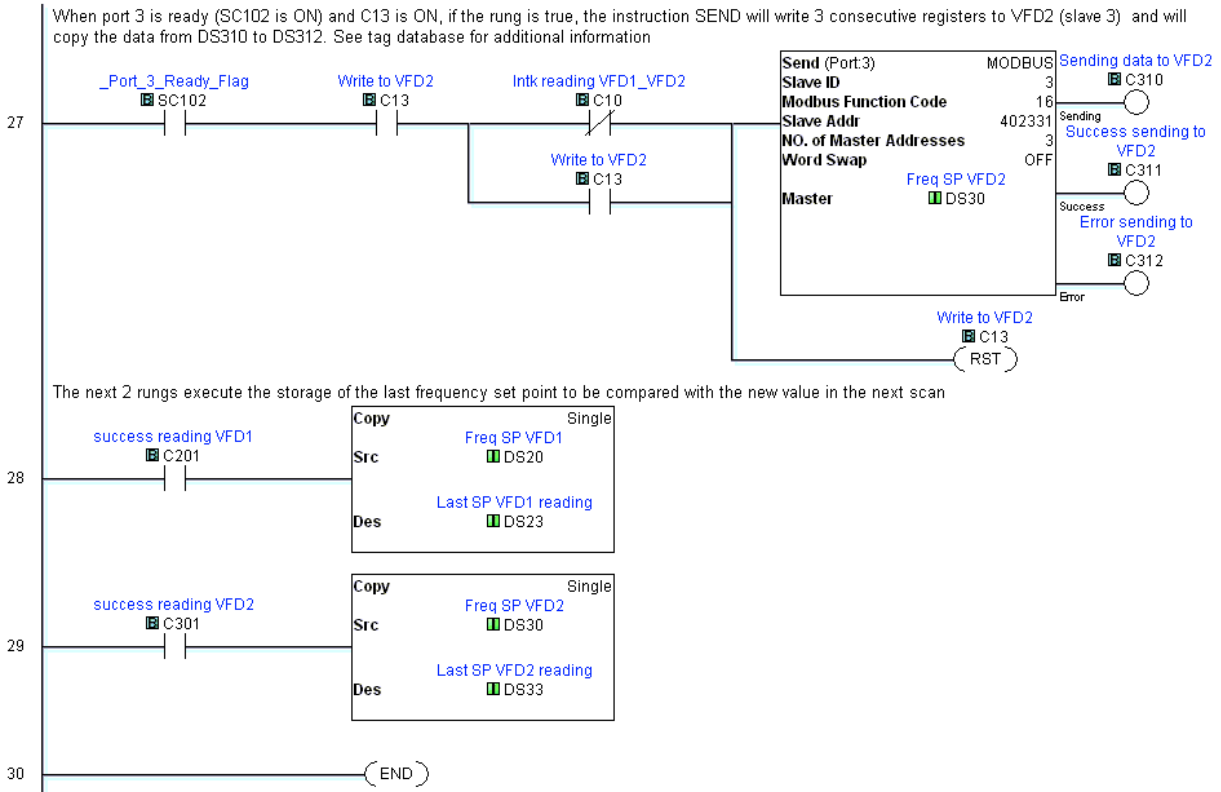 When port 3 is ready (SC102 is ON) and C13 is ON, if the rung is true, the instruction SEND will write 3 consecutive registers to VFD2 (slave 3)  and will
copy the data from DS310 to DS312. See tag database for additional information
27
_Port_3_Ready_Flag
B SC102
Write to VFD2
B C13
Intk reading VFD1_VFD2
B C10
Write to VFD2
B C13
Send (Port:3) MODBUS
Slave ID 3
Modbus Function Code 16
Slave Addr 402331
NO. of Master Addresses 3
Word Swap OFF
Freq SP VFD2
Master I DS30
Sending data to VFD2
B C310
Sending
Success sending to
VFD2
B C311
Success
Error sending to
VFD2
B C312
Error
Write to VFD2
B C13
RST
The next 2 rungs execute the storage of the last frequency set point to be compared with the new value in the next scan
28
success reading VFD1
B C201
Copy Single
Freq SP VFD1
Src I DS20
Last SP VFD1 reading
Des I DS23
29
success reading VFD2
B C301
Copy Single
Freq SP VFD2
Src I DS30
Last SP VFD2 reading
Des I DS33
30
END